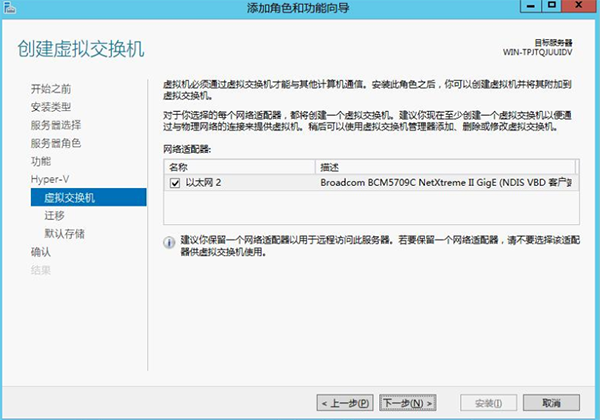 添加角色和功能向导
创建虚拟交换机
目标服务器
WIN-TPJTQJUUIDV
开始之前
安装类型
服务器选择
服务器角色
功能
Hyper-V
虚拟交换机
迁移
默认存储
确认
结果
虚拟机必须通过虚拟交换机才能与其他计算机通信。安装此角色之后，你可以创建虚拟机并将其附加到
虚拟交换机。
对于你选择的每个网络适配器，都将创建一个虚拟交换机。建议你现在至少创建一个虚拟交换机以便通
过与物理网络的连接来提供虚拟机。稍后可以使用虚拟交换机管理器添加、删除或修改虚拟交换机。
网络适配器:
名称 描述
以太网 2 Broadcom BCM5709C NetXtreme II GigE (NDIS VBD 客户端
建议你保留一个网络适配器以用于远程访问此服务器。若要保留一个网络适配器，请不要选择该适配
器供虚拟交换机使用。
< 上一步(P) 下一步(N) > 安装(I) 取消